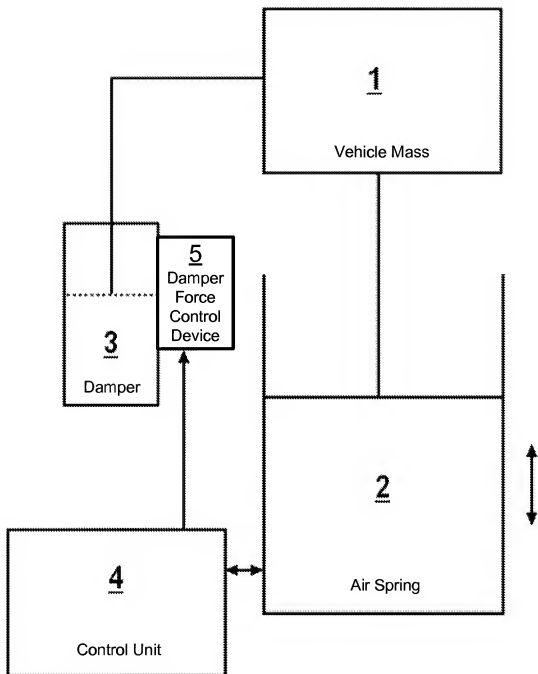 1
Vehicle Mass
5
Damper
Force
Control
Device
3
Damper
2
Air Spring
4
Control Unit